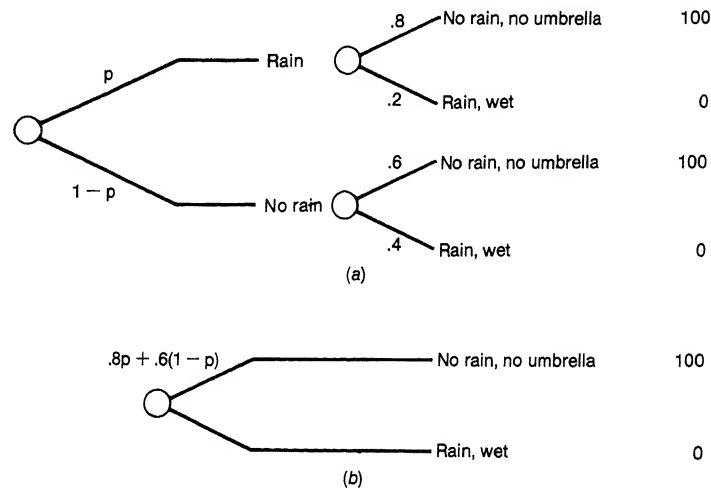 .8 No rain, no umbrella 100
p Rain
.2 Rain, wet 0
.6 No rain, no umbrella 100
1 – p No rain
.4 Rain, wet 0
(a)
.8p + .6(1 – p) No rain, no umbrella 100
Rain, wet 0
(b)